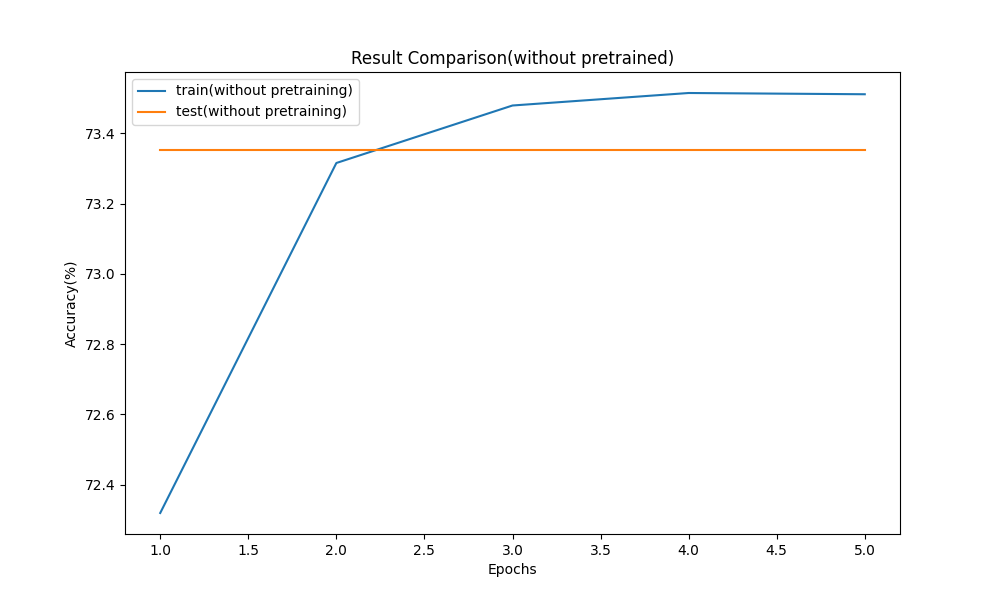 Result Comparison(without pretrained)
train(without pretraining)
test(without pretraining)
73.4
73.2
73.0
72.8
72.6
72.4
Accuracy(%)
1.0 1.5 2.0 2.5 3.0 3.5 4.0 4.5 5.0
Epochs